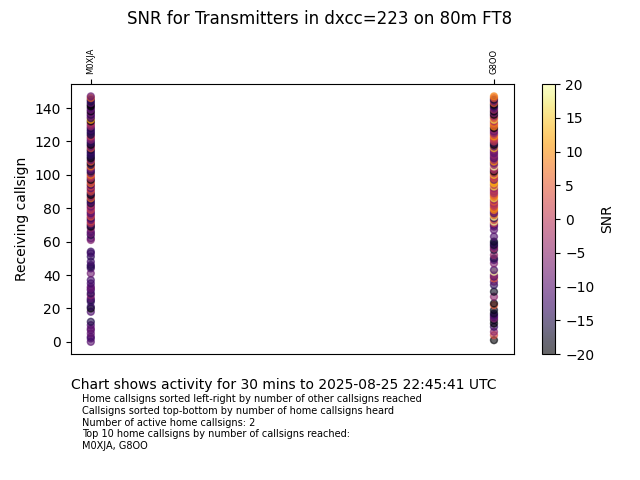 SNR for Transmitters in dxcc=223 on 80m FT8
M0XJA
G8OO
140
120
100
80
60
40
20
0
Receiving callsign
20
15
10
5
0
−5
−10
−15
−20
SNR
Chart shows activity for 30 mins to 2025-08-25 22:45:41 UTC
Home callsigns sorted left-right by number of other callsigns reached
Callsigns sorted top-bottom by number of home callsigns heard
Number of active home callsigns: 2
Top 10 home callsigns by number of callsigns reached:
M0XJA, G8OO